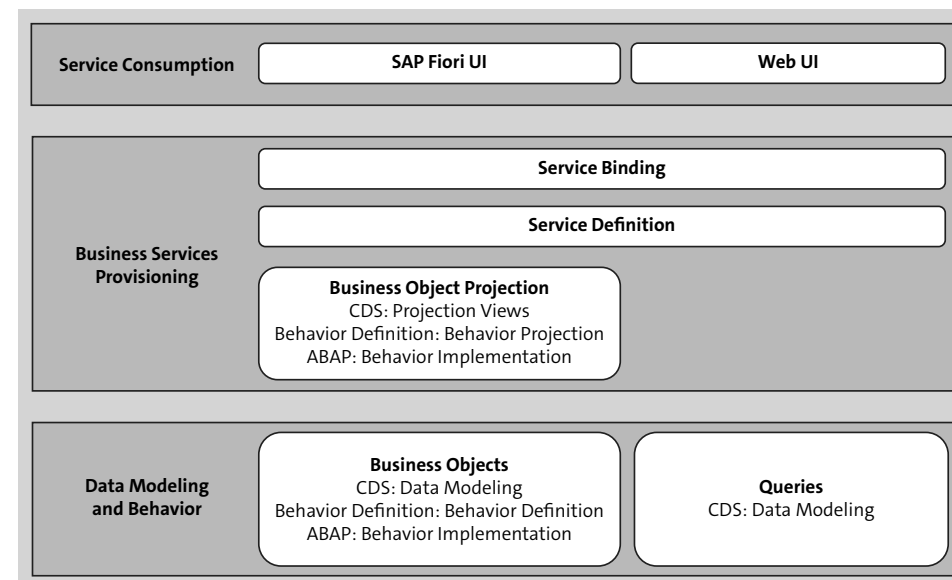 Service Consumption
SAP Fiori UI
Web UI
Business Services
Provisioning
Service Binding
Service Definition
Business Object Projection
CDS: Projection Views
Behavior Definition: Behavior Projection
ABAP: Behavior Implementation
Data Modeling
and Behavior
Business Objects
CDS: Data Modeling
Behavior Definition: Behavior Definition
ABAP: Behavior Implementation
Queries
CDS: Data Modeling